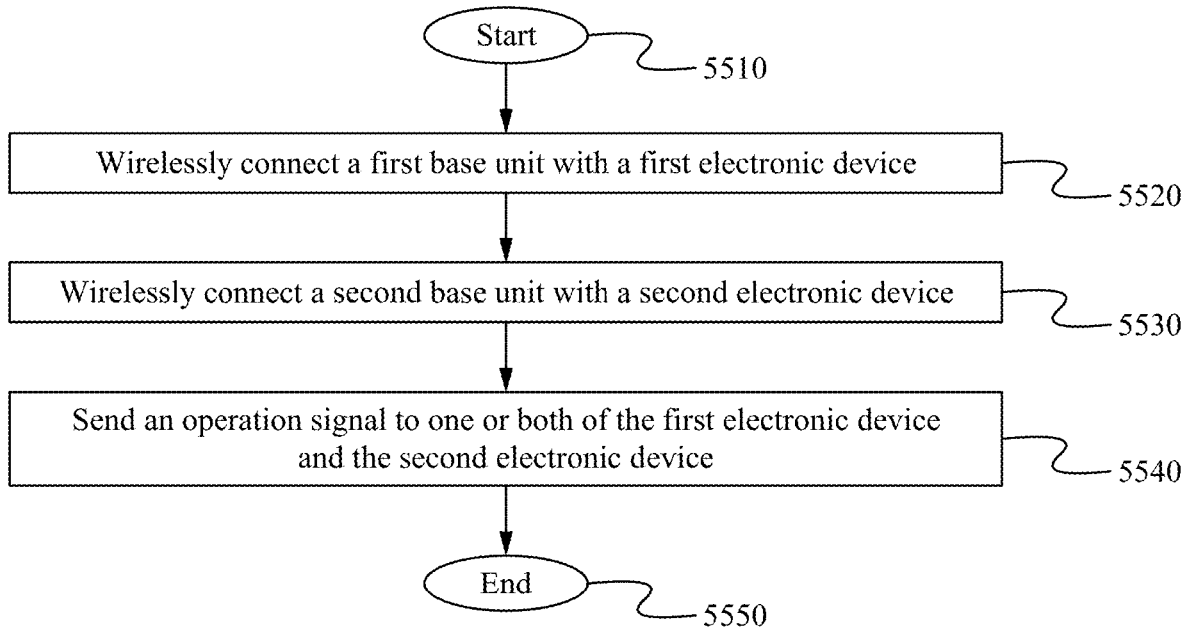 Start
5510
Wirelessly connect a first base unit with a first electronic device
5520
Wirelessly connect a second base unit with a second electronic device
5530
Send an operation signal to one or both of the first electronic device
and the second electronic device
5540
End
5550